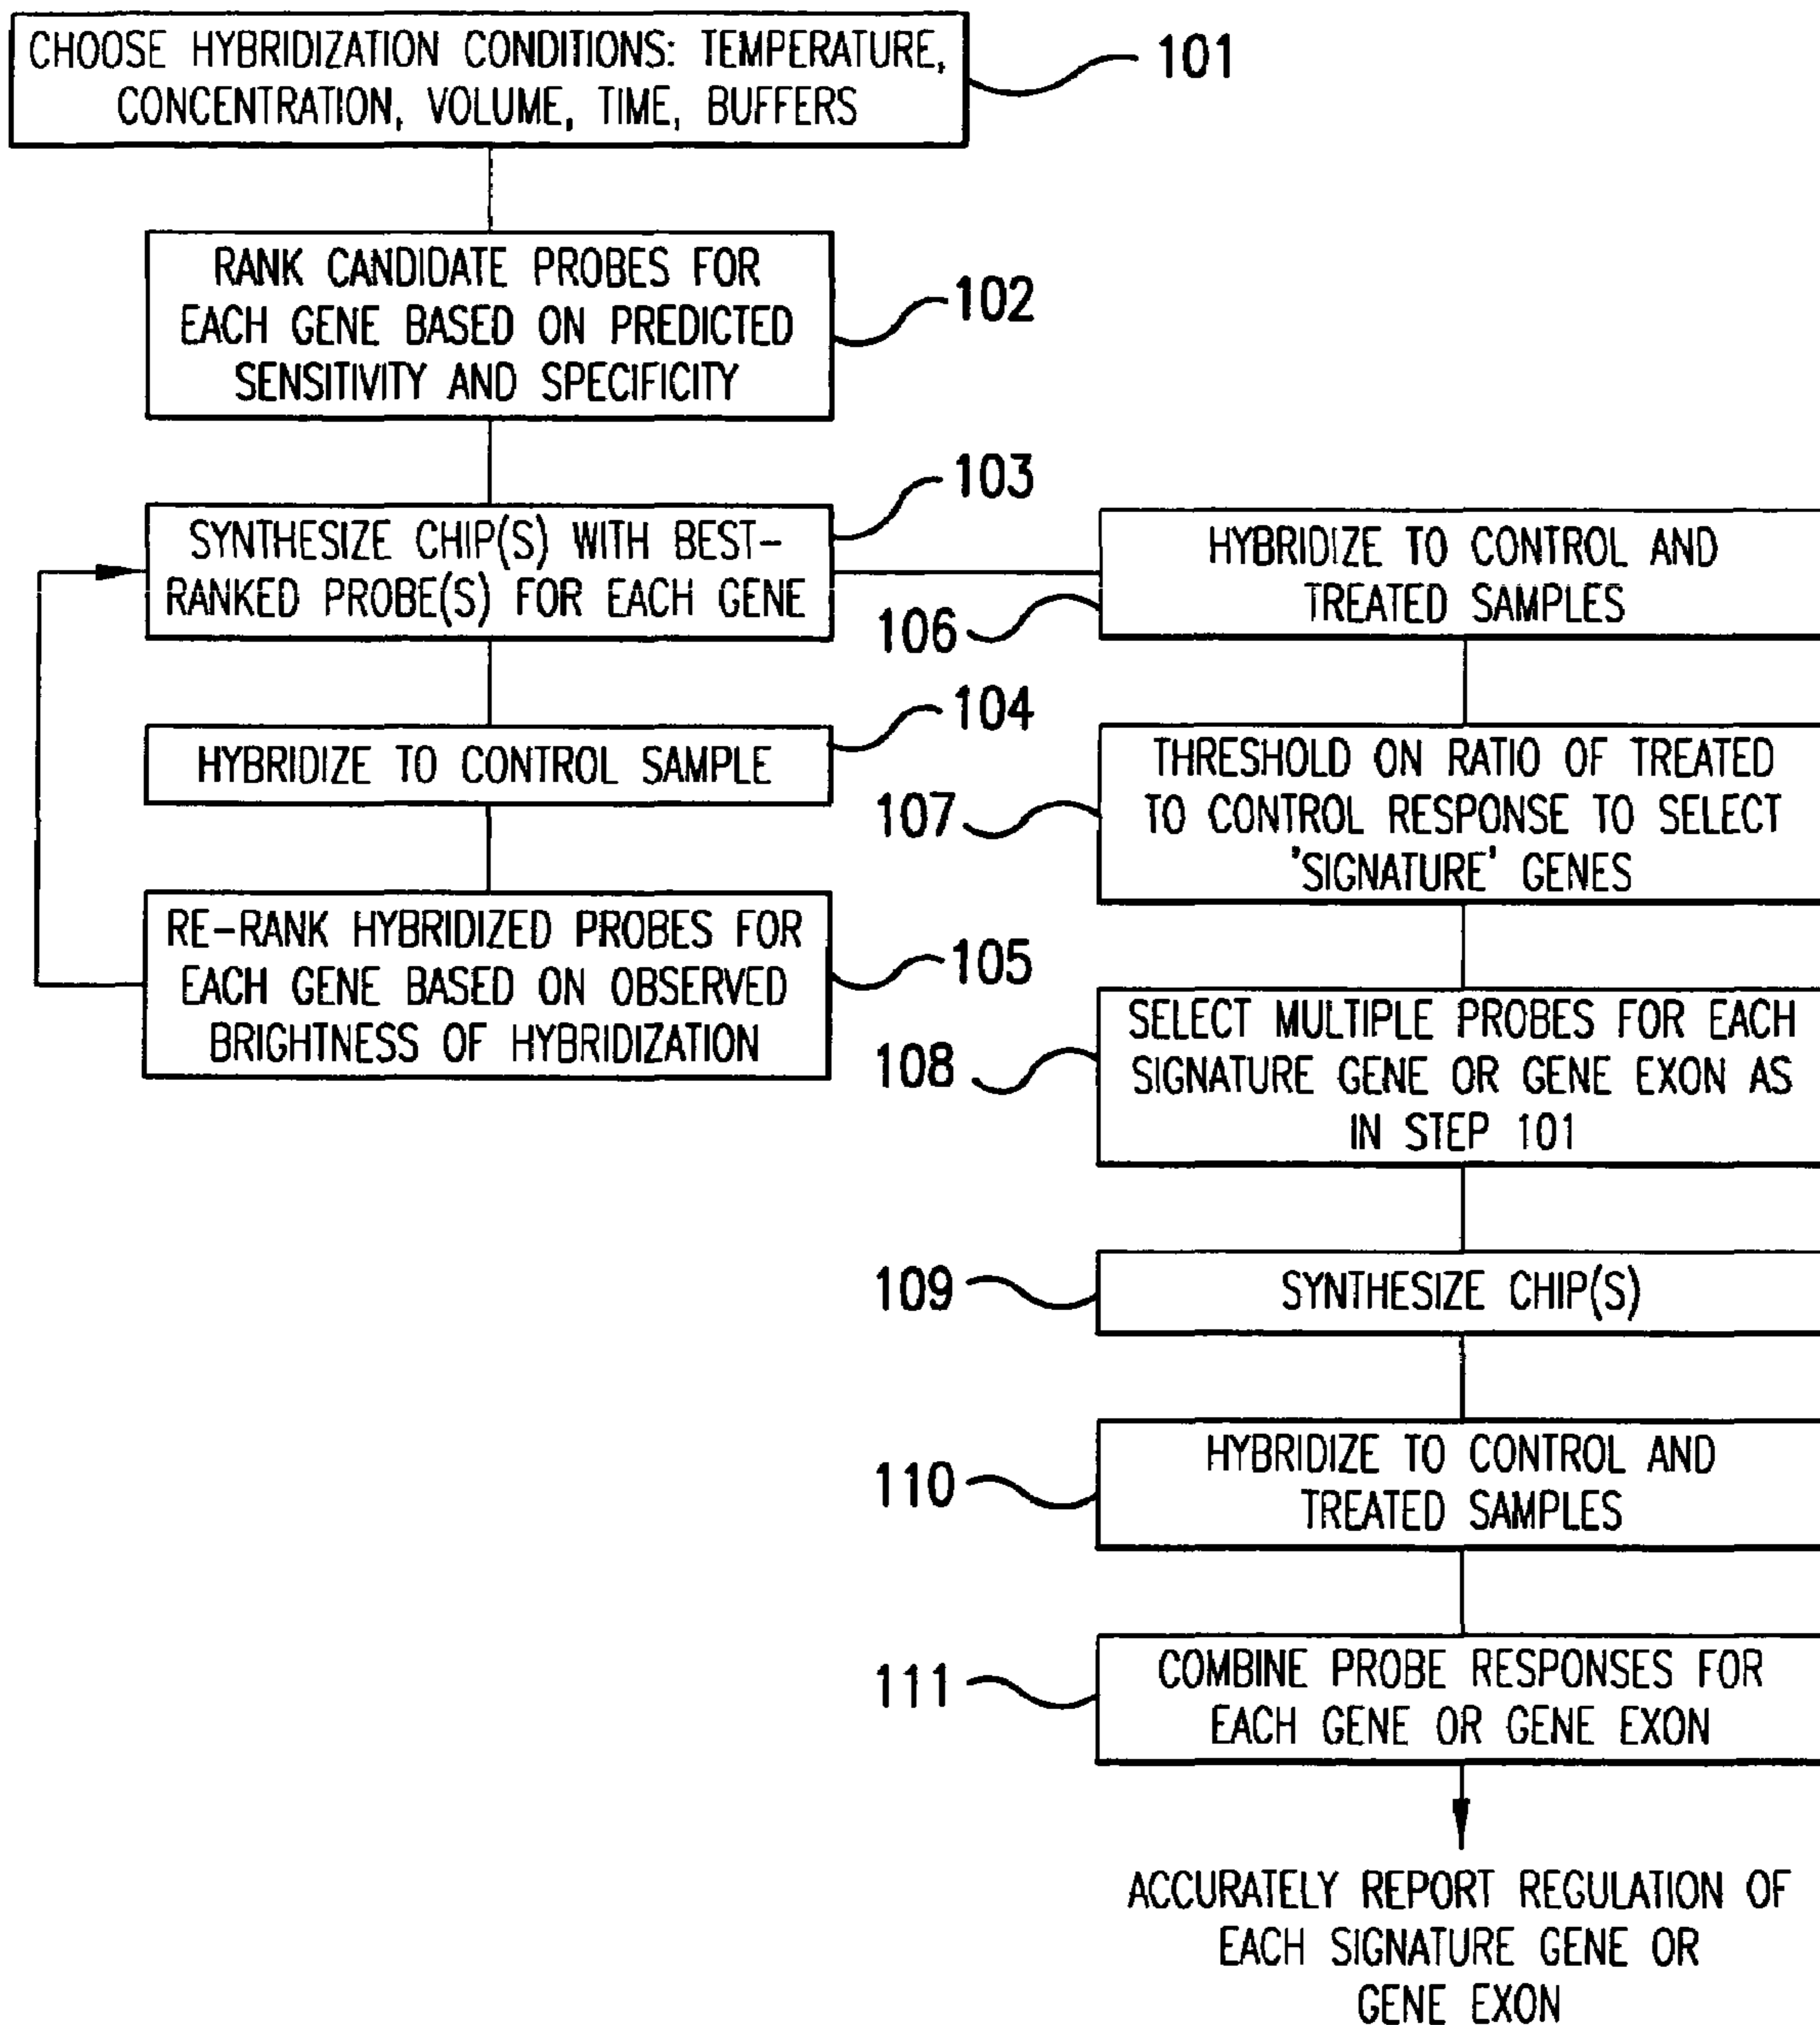 CHOOSE HYBRIDIZATION CONDITIONS: TEMPERATURE,
CONCENTRATION, VOLUME, TIME, BUFFERS
101
RANK CANDIDATE PROBES FOR
EACH GENE BASED ON PREDICTED
SENSITIVITY AND SPECIFICITY
102
SYNTHESIZE CHIP(S) WITH BEST-
RANKED PROBE(S) FOR EACH GENE
103
HYBRIDIZE TO CONTROL SAMPLE
104
RE-RANK HYBRIDIZED PROBES FOR
EACH GENE BASED ON OBSERVED
BRIGHTNESS OF HYBRIDIZATION
105
HYBRIDIZE TO CONTROL AND
TREATED SAMPLES
106
THRESHOLD ON RATIO OF TREATED
TO CONTROL RESPONSE TO SELECT
'SIGNATURE' GENES
107
SELECT MULTIPLE PROBES FOR EACH
SIGNATURE GENE OR GENE EXON AS
IN STEP 101
108
SYNTHESIZE CHIP(S)
109
HYBRIDIZE TO CONTROL AND
TREATED SAMPLES
110
COMBINE PROBE RESPONSES FOR
EACH GENE OR GENE EXON
111
ACCURATELY REPORT REGULATION OF
EACH SIGNATURE GENE OR
GENE EXON